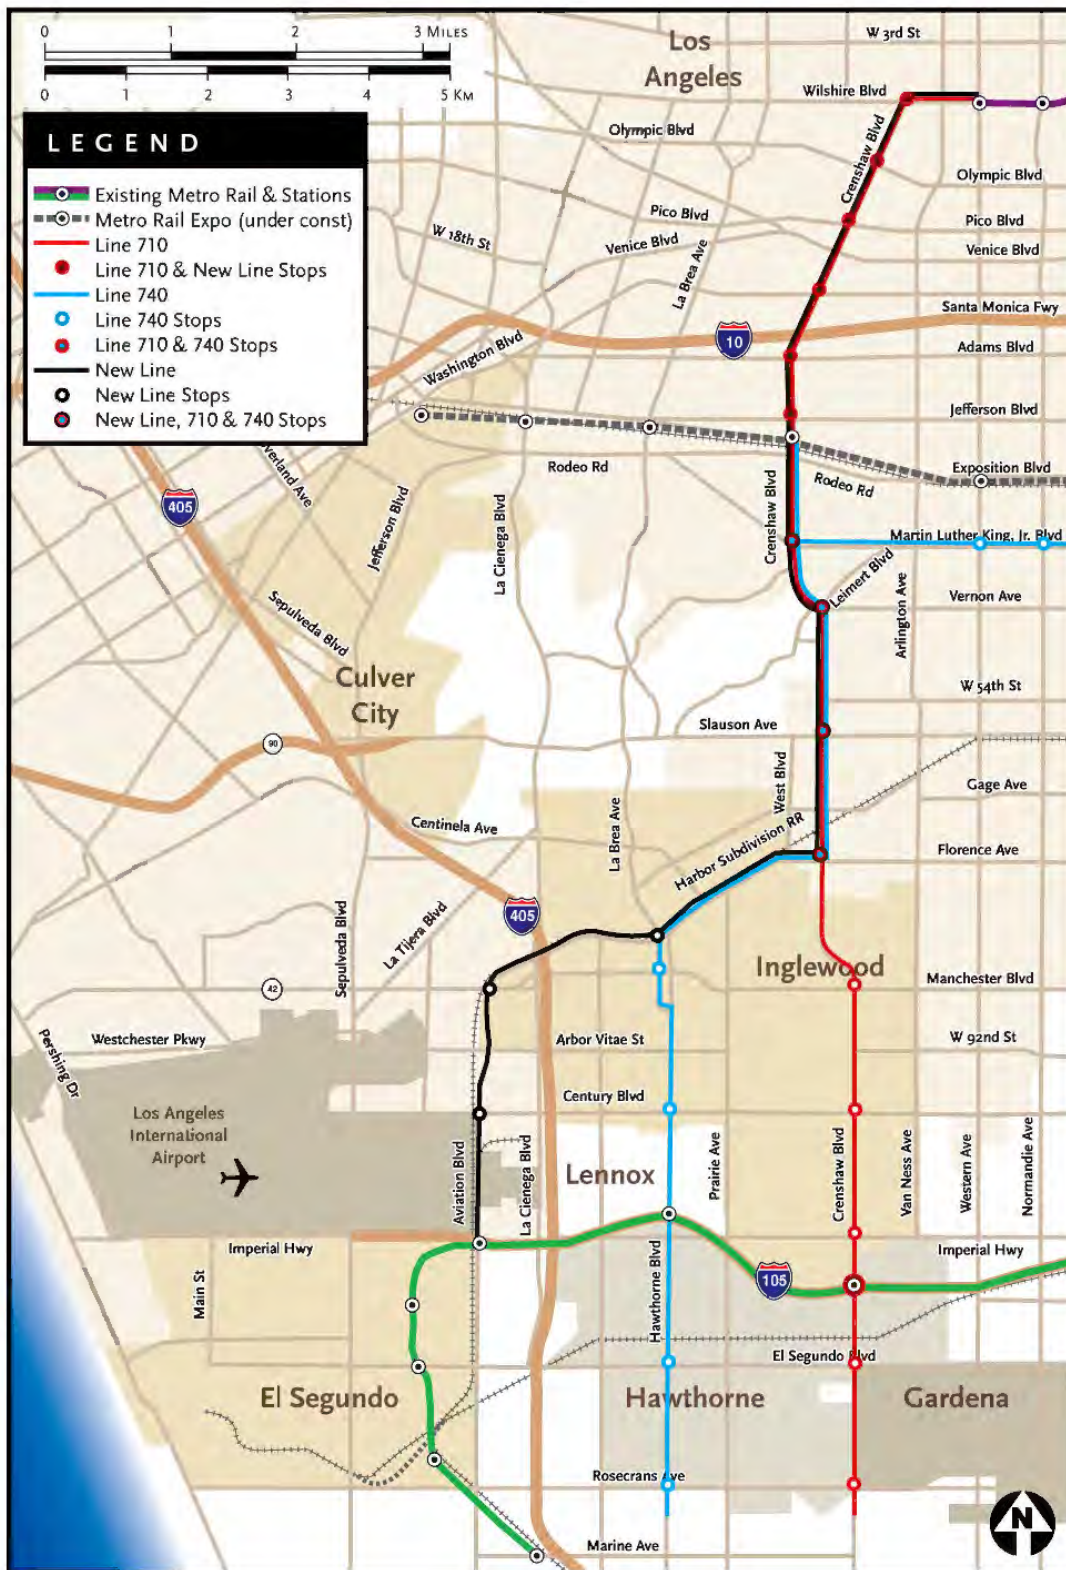 0 1 2 3 MILES
0 1 2 3 4 5 KM
LEGEND
Existing Metro Rail & Stations
Metro Rail Expo (under const)
Line 710
Line 710 & New Line Stops
Line 740
Line 740 Stops
Line 710 & 740 Stops
New Line
New Line Stops
New Line, 710 & 740 Stops
Los
Angeles
W 3rd St
Wilshire Blvd
Olympic Blvd
Crenshaw Blvd
Olympic Blvd
Pico Blvd
Pico Blvd
W 18th St
Venice Blvd
Venice Blvd
La Brea Ave
Santa Monica Fwy
10
Washington Blvd
Adams Blvd
Jefferson Blvd
Rodeo Rd
Exposition Blvd
Rodeo Rd
405
Jefferson Blvd
La Cienega Blvd
Crenshaw Blvd
Martin Luther King, Jr. Blvd
Leimert Blvd
Arlington Ave
Vernon Ave
Sepulveda Blvd
Culver
City
W 54th St
Slauson Ave
90
West Blvd
Gage Ave
Centinela Ave
La Brea Ave
Harbor Subdivision RR
Florence Ave
405
Sepulveda Blvd
La Tijera Blvd
Inglewood
Manchester Blvd
42
Pershing Dr
Westchester Pkwy
Arbor Vitae St
W 92nd St
Century Blvd
Los Angeles
International
Airport
Lennox
Aviation Blvd
La Cienega Blvd
Prairie Ave
Crenshaw Blvd
Van Ness Ave
Western Ave
Normandie Ave
Imperial Hwy
Imperial Hwy
Main St
Hawthorne Blvd
105
El Segundo Blvd
El Segundo
Hawthorne
Gardena
Rosecrans Ave
N
Marine Ave